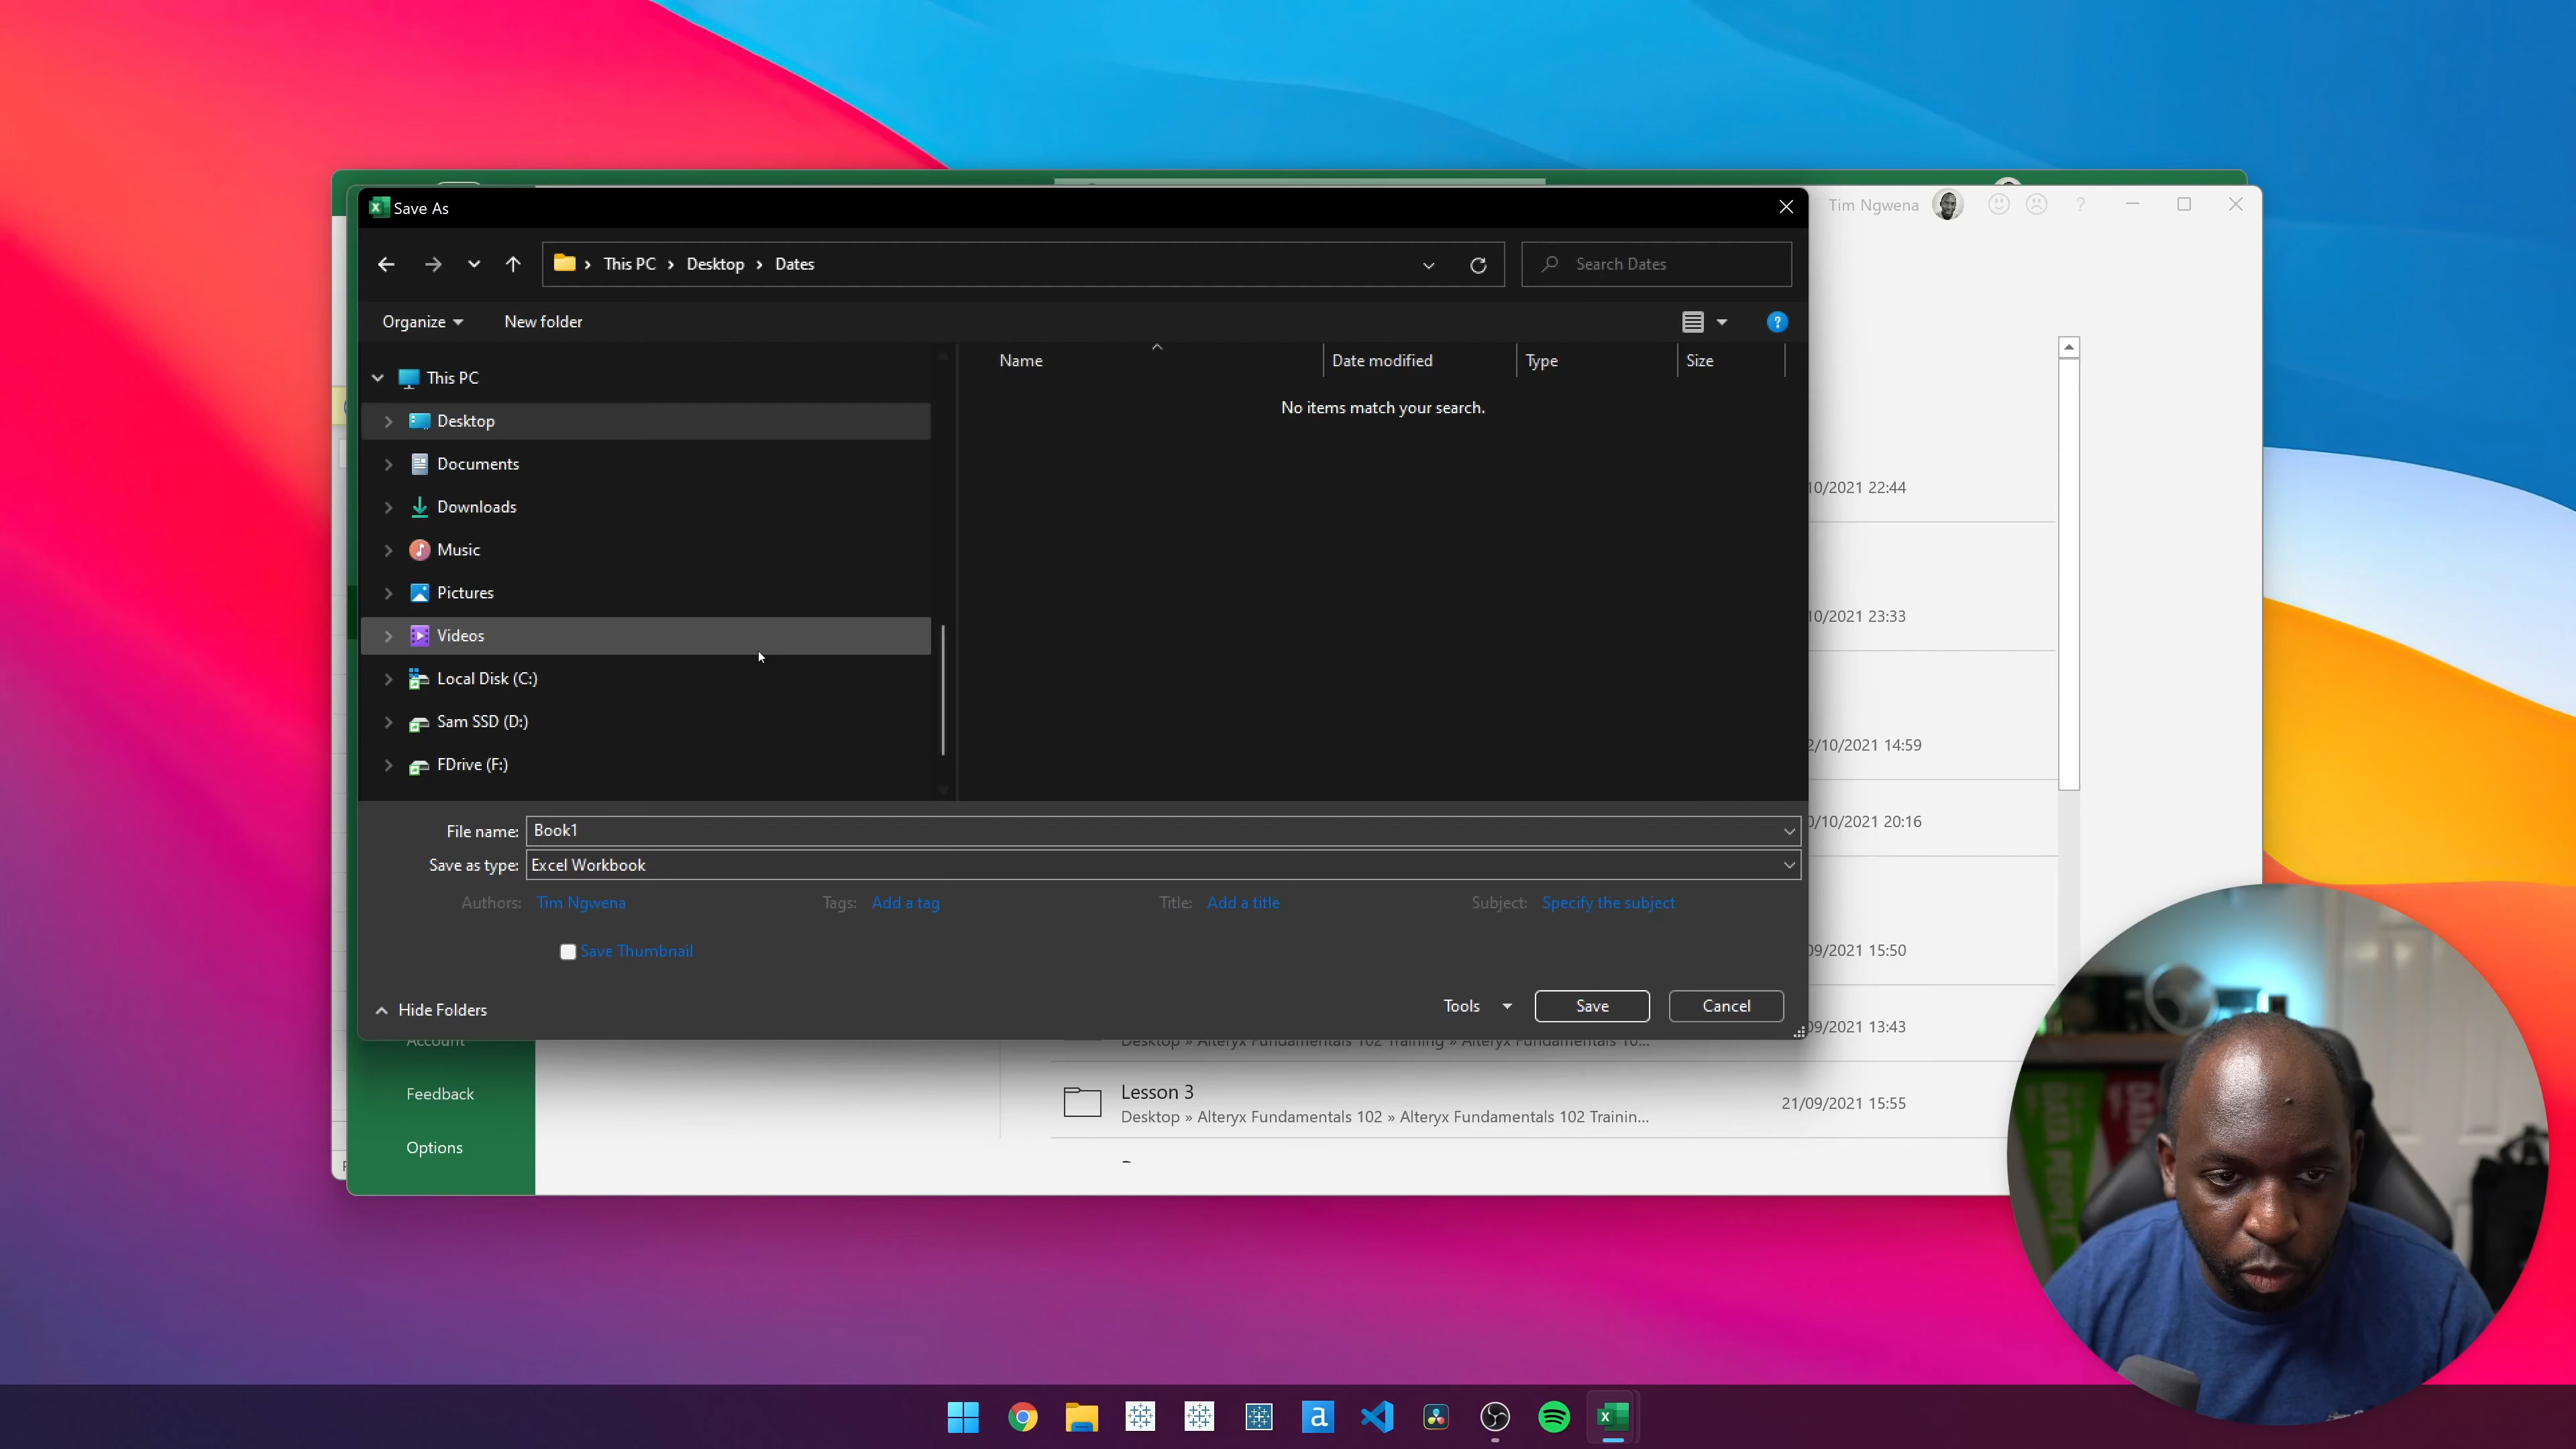 Save As
Tim Ngwena
?
This PC
Desktop
Dates
Search Dates
Organize
New folder
?
Name
Date modified
Type
Size
This PC
No items match your search.
Desktop
Documents
10/2021 22:44
Downloads
Music
Pictures
10/2021 23:33
Videos
Local Disk (C:)
Sam SSD (D:)
2/10/2021 14:59
FDrive (F:)
0/10/2021 20:16
File name:
Book1
Save as type:
Excel Workbook
Authors:
Tim Ngwena
Tags:
Add a tag
Title:
Add a title
Subject:
Specify the subject
Save Thumbnail
09/2021 15:50
Hide Folders
Tools
Save
Cancel
09/2021 13:43
Account
Desktop » Alteryx Fundamentals 102 Training » Alteryx Fundamentals 10...
Feedback
Lesson 3
Desktop » Alteryx Fundamentals 102 » Alteryx Fundamentals 102 Trainin...
21/09/2021 15:55
Options
DATA PEOPLE
DATA
a